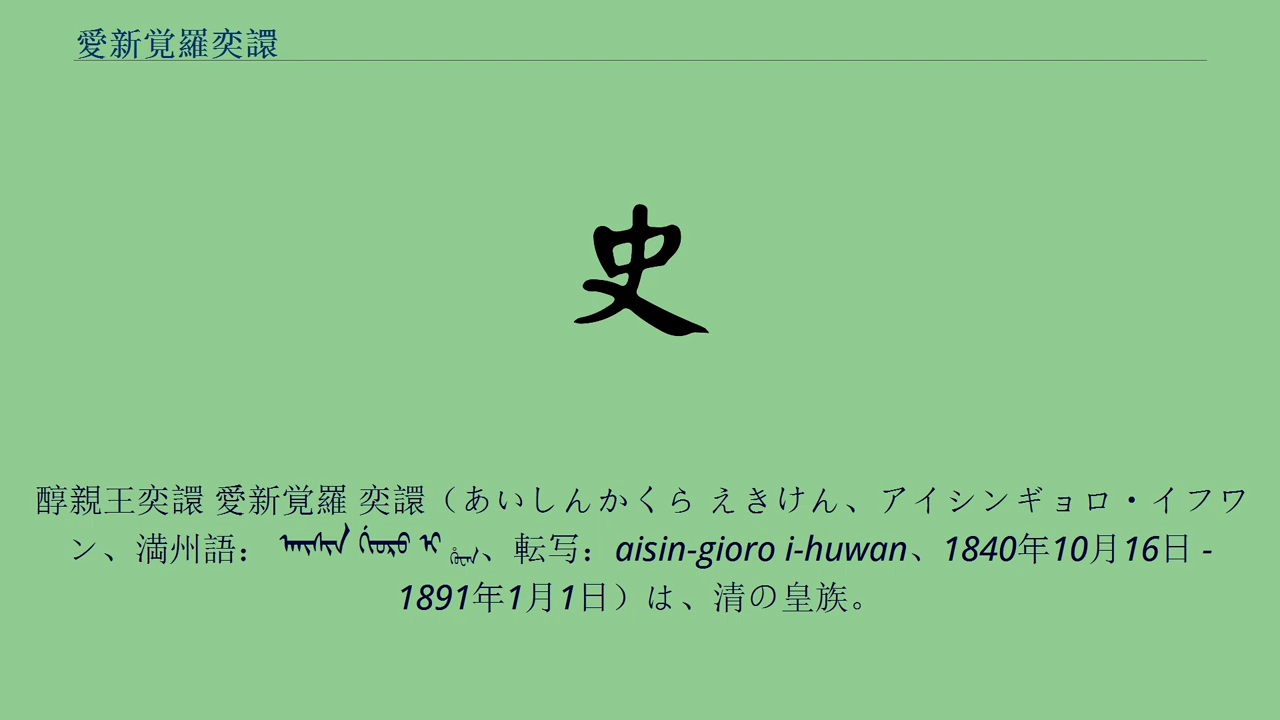 愛新覚羅奕譞
史
醇親王奕譞 愛新覚羅 奕譞（あいしんかくら えきけん、アイシンギョロ・イフワ
ン、満州語： ᠠᡳᠰᡳᠨ ᡤᡳᠣᡵᠣ ᡳ ᡥᡠᠸᠠᠨ、転写：aisin-gioro i-huwan、1840年10月16日 -
1891年1月1日）は、清の皇族。